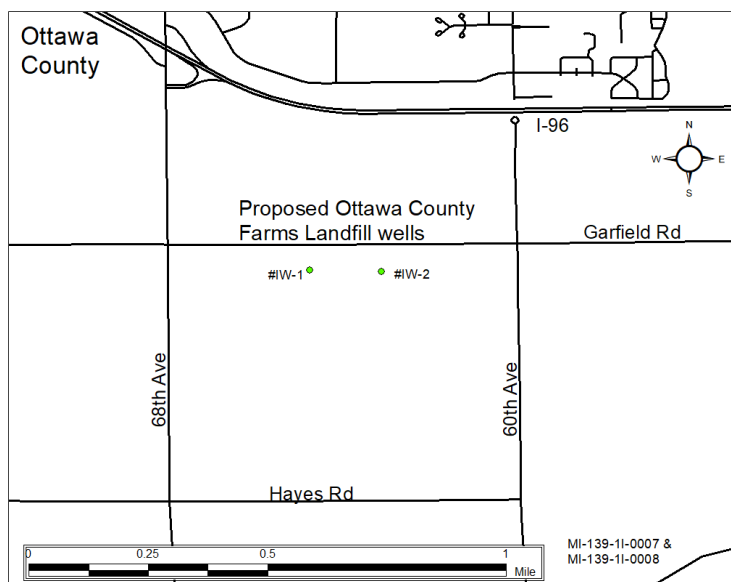 Ottawa
County
I-96
N
W E
S
Proposed Ottawa County
Farms Landfill wells
Garfield Rd
#IW-1
#IW-2
68th Ave
60th Ave
Hayes Rd
0 0.25 0.5 1
Mile
MI-139-1I-0007 &
MI-139-1I-0008